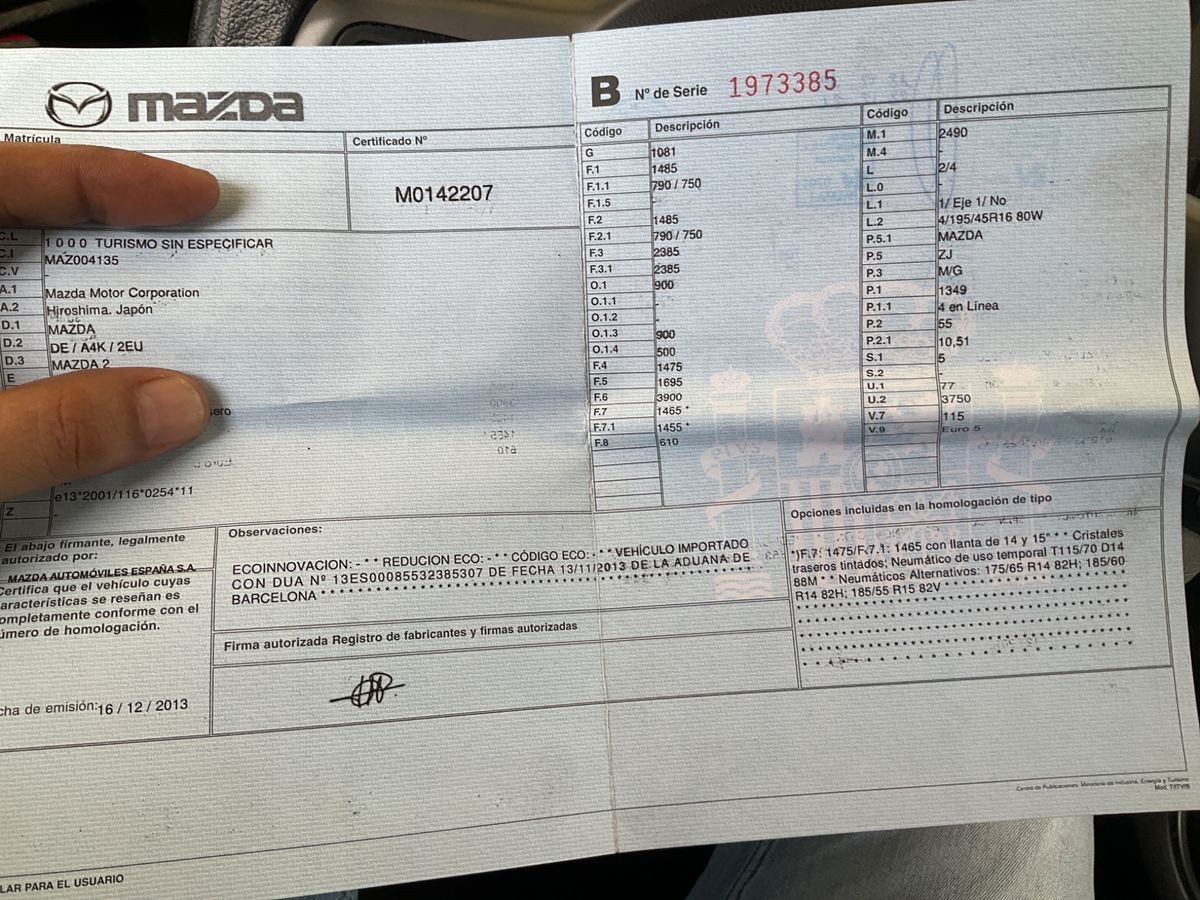 mazda
B Nº de Serie 1973385
Matrícula
Certificado Nº
M0142207
C.L 1 0 0 0 TURISMO SIN ESPECIFICAR
C.I MAZ004135
C.V -
A.1 Mazda Motor Corporation
A.2 Hiroshima. Japón
D.1 MAZDA
D.2 DE / A4K / 2EU
D.3 MAZDA 2
E
e13*2001/116*0254*11
Z -
Código Descripción
G 1081
F.1 1485
F.1.1 790 / 750
F.1.5 -
F.2 1485
F.2.1 790 / 750
F.3 2385
F.3.1 2385
O.1 900
O.1.1 -
O.1.2 -
O.1.3 900
O.1.4 500
F.4 1475
F.5 1695
F.6 3900
F.7 1465 *
F.7.1 1455 *
F.8 610
Código Descripción
M.1 2490
M.4 -
L 2/4
L.0 -
L.1 1/ Eje 1/ No
L.2 4/195/45R16 80W
P.5.1 MAZDA
P.5 ZJ
P.3 M/G
P.1 1349
P.1.1 4 en Línea
P.2 55
P.2.1 10,51
S.1 5
S.2 -
U.1 77
U.2 3750
V.7 115
V.9 Euro 5
El abajo firmante, legalmente
autorizado por:
MAZDA AUTOMÓVILES ESPAÑA S.A.
Certifica que el vehículo cuyas
características se reseñan es
completamente conforme con el
número de homologación.
cha de emisión: 16 / 12 / 2013
Observaciones:
ECOINNOVACION: - * * REDUCION ECO: - * * CÓDIGO ECO: - * * VEHÍCULO IMPORTADO
CON DUA Nº 13ES00085532385307 DE FECHA 13/11/2013 DE LA ADUANA DE
BARCELONA
Firma autorizada Registro de fabricantes y firmas autorizadas
Opciones incluidas en la homologación de tipo
*)F.7: 1475/F.7.1: 1465 con llanta de 14 y 15" * * Cristales
traseros tintados; Neumático de uso temporal T115/70 D14
88M * * Neumáticos Alternativos: 175/65 R14 82H; 185/60
R14 82H; 185/55 R15 82V
Centro de Publicaciones. Ministerio de Industria, Energía y Turismo
LAR PARA EL USUARIO